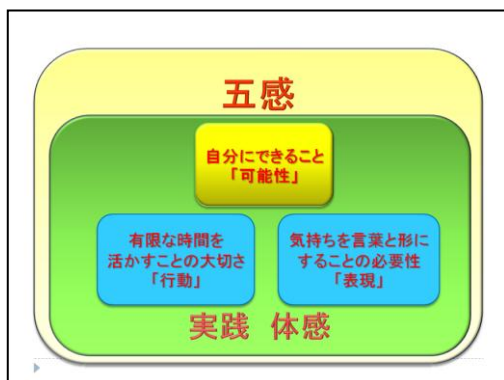 五感
自分にできること
「可能性」
有限な時間を
活かすことの大切さ
「行動」
気持ちを言葉と形に
することの必要性
「表現」
実践 体感